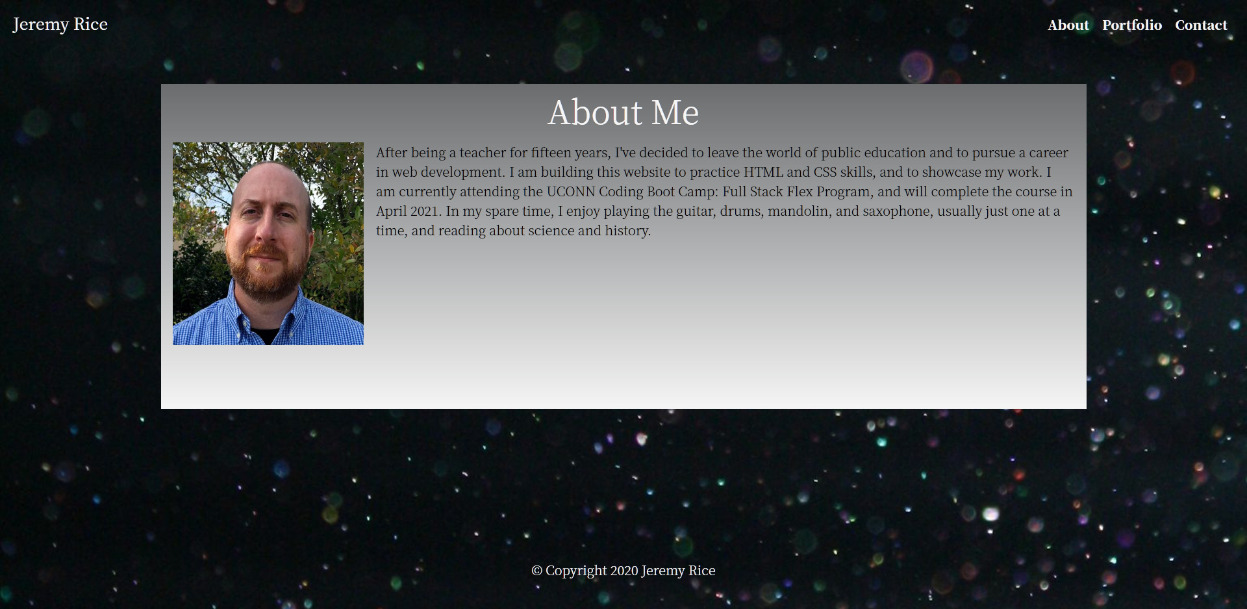 Jeremy Rice
About Portfolio Contact
About Me
After being a teacher for fifteen years, I've decided to leave the world of public education and to pursue a career
in web development. I am building this website to practice HTML and CSS skills, and to showcase my work. I
am currently attending the UCONN Coding Boot Camp: Full Stack Flex Program, and will complete the course in
April 2021. In my spare time, I enjoy playing the guitar, drums, mandolin, and saxophone, usually just one at a
time, and reading about science and history.
© Copyright 2020 Jeremy Rice